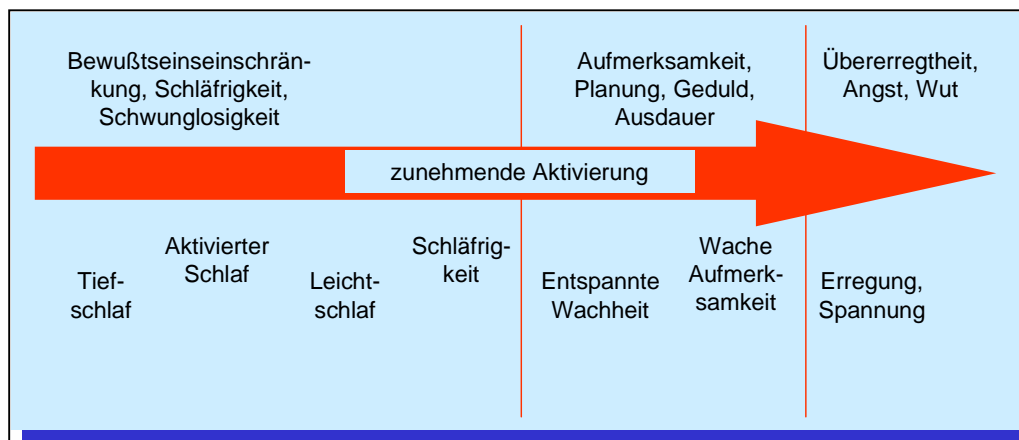 Bewußtseinseinschrän-
kung, Schläfrigkeit,
Schwunglosigkeit
Aufmerksamkeit,
Planung, Geduld,
Ausdauer
Übererregtheit,
Angst, Wut
zunehmende Aktivierung
Tief-
schlaf
Aktivierter
Schlaf
Leicht-
schlaf
Schläfrig-
keit
Entspannte
Wachheit
Wache
Aufmerk-
samkeit
Erregung,
Spannung